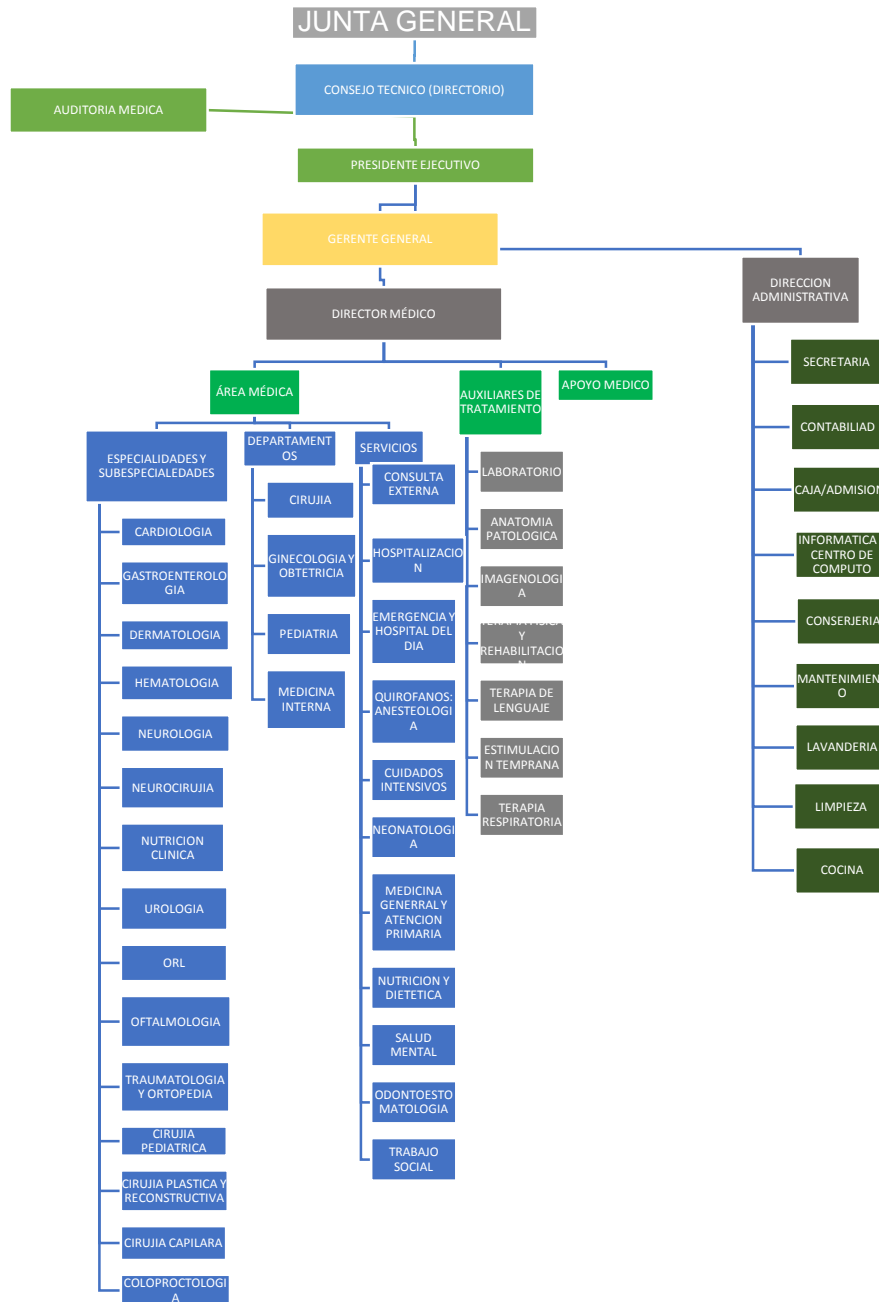 JUNTA GENERAL
CONSEJO TECNICO (DIRECTORIO)
AUDITORIA MEDICA
PRESIDENTE EJECUTIVO
GERENTE GENERAL
DIRECCION
ADMINISTRATIVA
DIRECTOR MÉDICO
ÁREA MÉDICA
AUXILIARES DE
TRATAMIENTO
APOYO MEDICO
ESPECIALIDADES Y
SUBESPECIALEDADES
CARDIOLOGIA
GASTROENTEROLO
GIA
DERMATOLOGIA
HEMATOLOGIA
NEUROLOGIA
NEUROCIRUJIA
NUTRICION
CLINICA
UROLOGIA
ORL
OFTALMOLOGIA
TRAUMATOLOGIA
Y ORTOPEDIA
CIRUJIA
PEDIATRICA
CIRUJIA PLASTICA Y
RECONSTRUCTIVA
CIRUJIA CAPILARA
COLOPROCTOLOGI
A
DEPARTAMENT
OS
CIRUJIA
GINECOLOGIA Y
OBTETRICIA
PEDIATRIA
MEDICINA
INTERNA
SERVICIOS
CONSULTA
EXTERNA
HOSPITALIZACIO
N
EMERGENCIA Y
HOSPITAL DEL
DIA
QUIROFANOS:
ANESTEOLOGI
A
CUIDADOS
INTENSIVOS
NEONATOLOGI
A
MEDICINA
GENERRAL Y
ATENCION
PRIMARIA
NUTRICION Y
DIETETICA
SALUD
MENTAL
ODONTOESTO
MATOLOGIA
TRABAJO
SOCIAL
LABORATORIO
ANATOMIA
PATOLOGICA
IMAGENOLOGI
A
TERAPIA FISICA
Y
REHABILITACIO
N
TERAPIA DE
LENGUAJE
ESTIMULACIO
N TEMPRANA
TERAPIA
RESPIRATORIA
SECRETARIA
CONTABILIAD
CAJA/ADMISION
INFORMATICA
CENTRO DE
COMPUTO
CONSERJERIA
MANTENIMIEN
O
LAVANDERIA
LIMPIEZA
COCINA